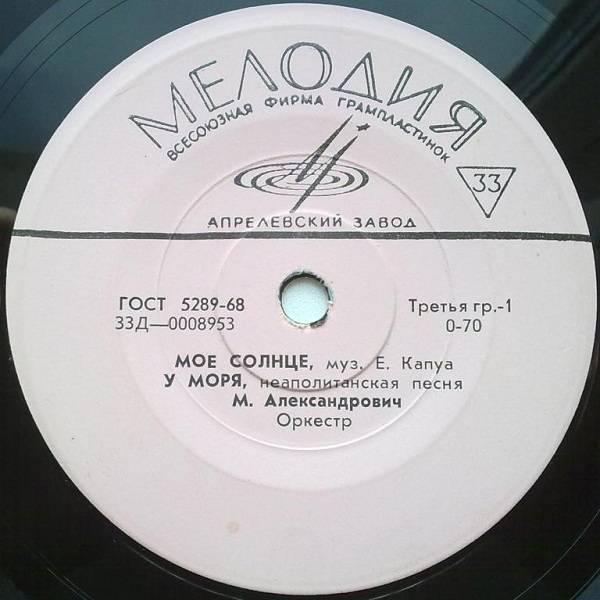 МЕЛОДИЯ
ВСЕСОЮЗНАЯ ФИРМА ГРАМПЛАСТИНОК
33
АПРЕЛЕВСКИЙ ЗАВОД
ГОСТ 5289-68 Третья гр.-1
33Д—0008953 0-70
МОЕ СОЛНЦЕ, муз. Е. Капуа
У МОРЯ, неаполитанская песня
М. Александрович
Оркестр